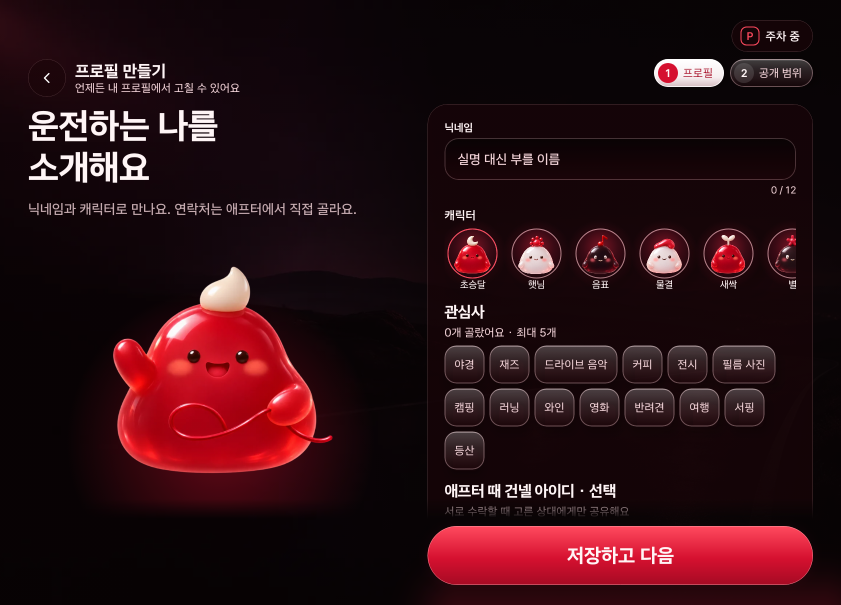 P 주차 중
프로필 만들기
언제든 내 프로필에서 고칠 수 있어요
1 프로필
2 공개 범위
운전하는 나를
소개해요
닉네임과 캐릭터로 만나요. 연락처는 애프터에서 직접 골라요.
닉네임
실명 대신 부를 이름
0 / 12
캐릭터
초승달 햇님 음표 물결 새싹 별
관심사
0개 골랐어요 · 최대 5개
야경 재즈 드라이브 음악 커피 전시 필름 사진
캠핑 러닝 와인 영화 반려견 여행 서핑
등산
애프터 때 건넬 아이디 · 선택
서로 수락할 때 고른 상대에게만 공유해요
저장하고 다음